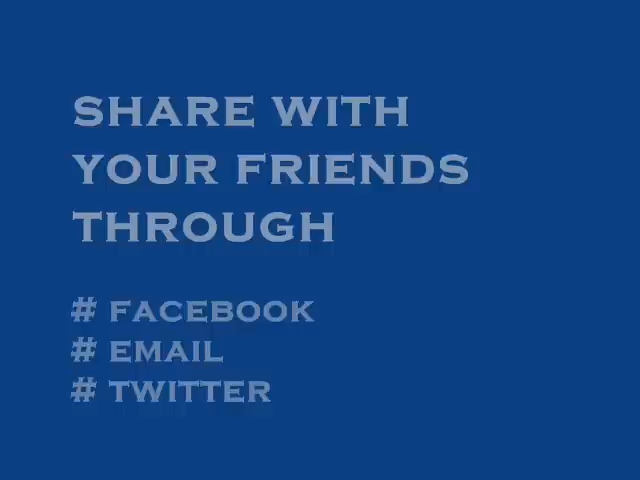 SHARE WITH
YOUR FRIENDS
THROUGH
# FACEBOOK
# EMAIL
# TWITTER